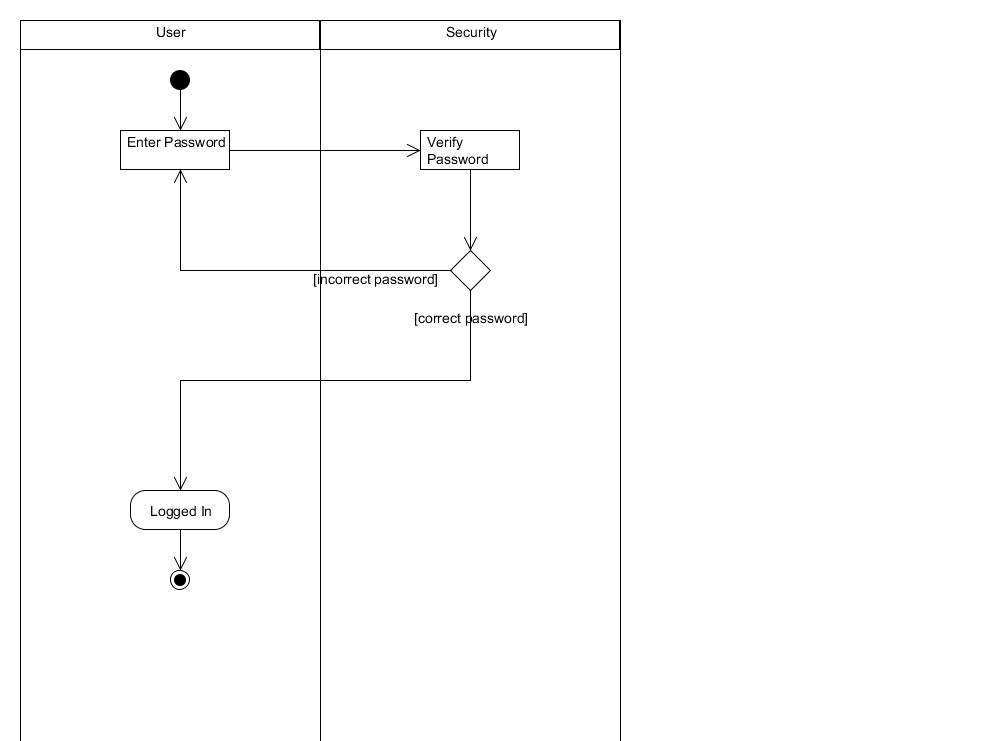 User
Security
Enter Password
Verify
Password
[incorrect password]
[correct password]
Logged In